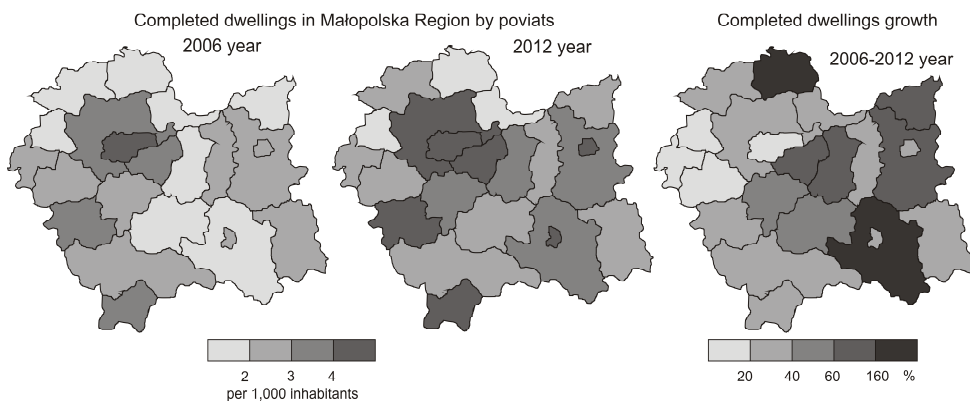 Completed dwellings in Małopolska Region by poviats
2006 year
2012 year
2 3 4
per 1,000 inhabitants
Completed dwellings growth
2006-2012 year
20 40 60 160 %